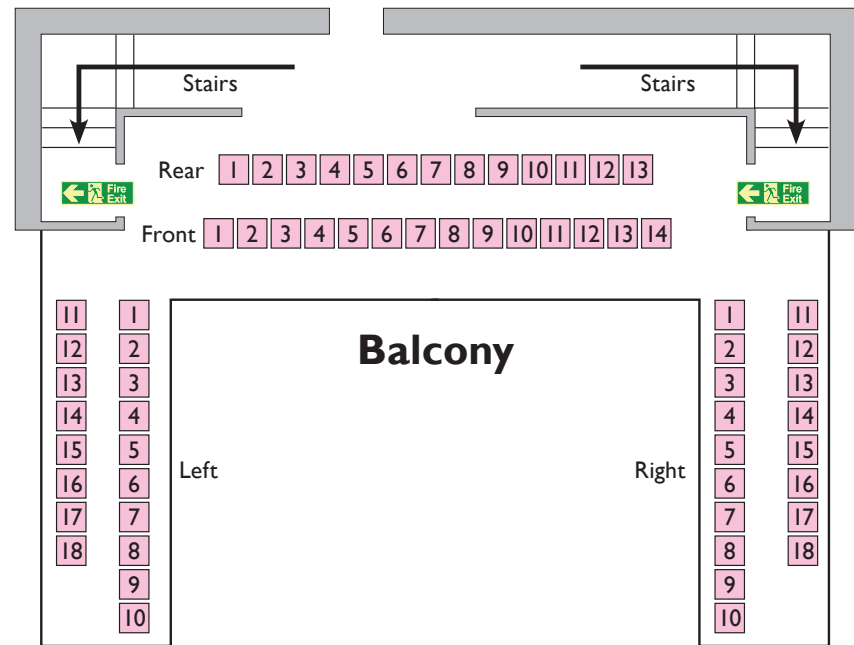 Stairs Stairs
Rear 1 2 3 4 5 6 7 8 9 10 11 12 13
Fire Exit
Fire Exit
Front 1 2 3 4 5 6 7 8 9 10 11 12 13 14
11 1 1 11
Balcony
12 2 2 12
13 3 3 13
14 4 4 14
15 5 5 15
Left Right
16 6 6 16
17 7 7 17
18 8 8 18
9 9
10 10